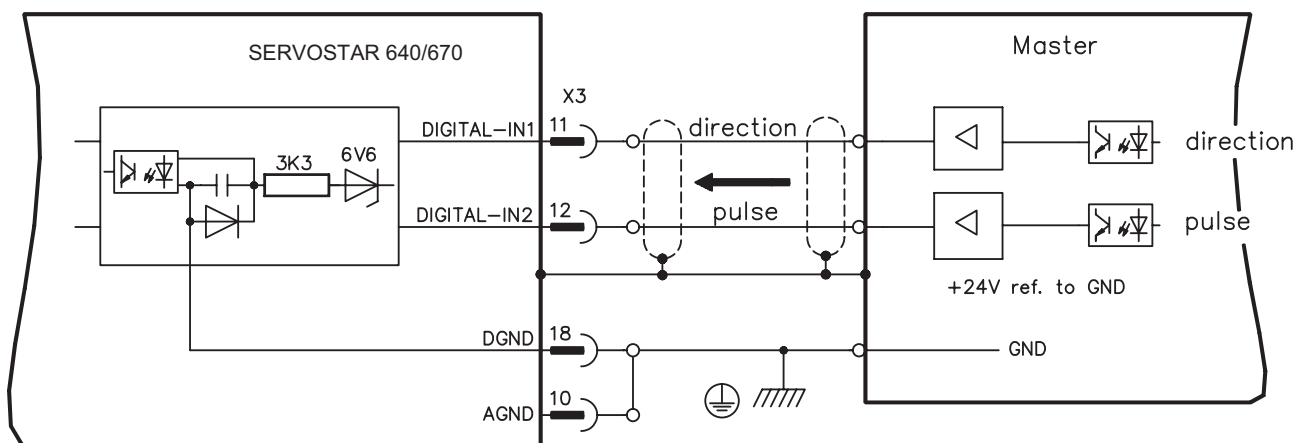 SERVOSTAR 640/670
Master
X3
DIGITAL-IN1 11 direction direction
3K3 6V6
DIGITAL-IN2 12 pulse pulse
+24V ref. to GND
DGND 18 GND
AGND 10